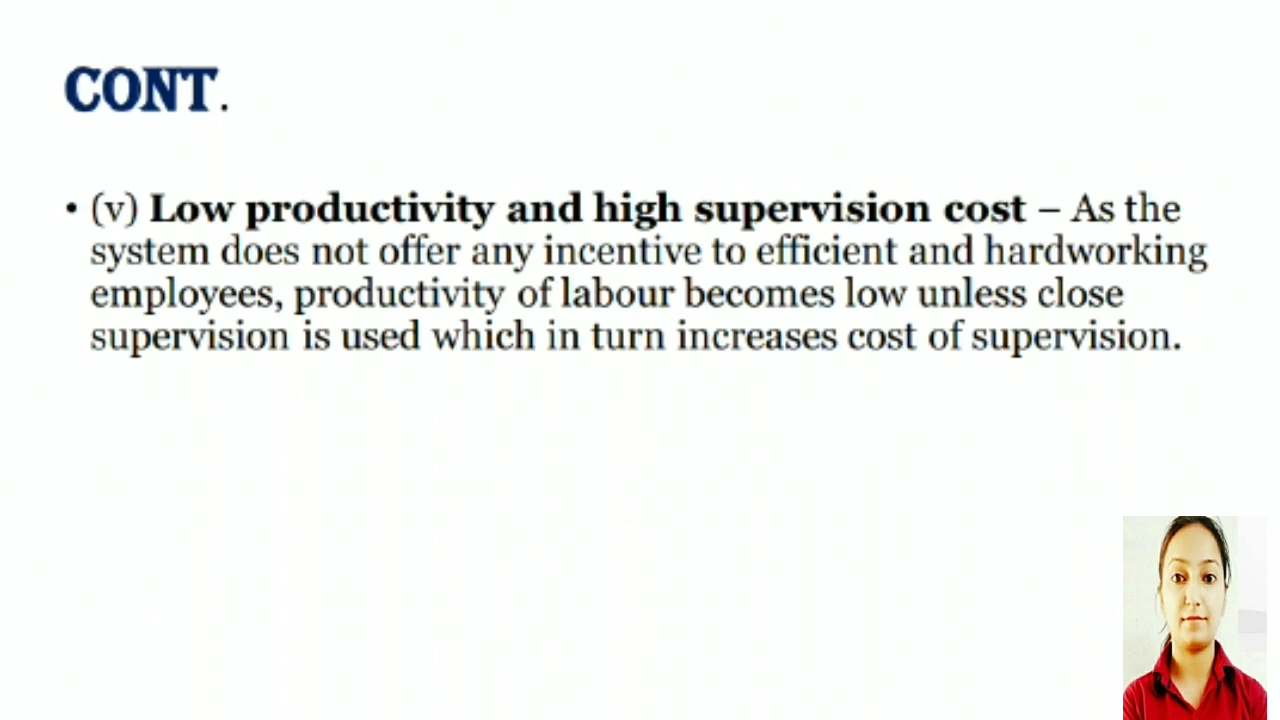 CONT.
• (v) Low productivity and high supervision cost – As the
system does not offer any incentive to efficient and hardworking
employees, productivity of labour becomes low unless close
supervision is used which in turn increases cost of supervision.